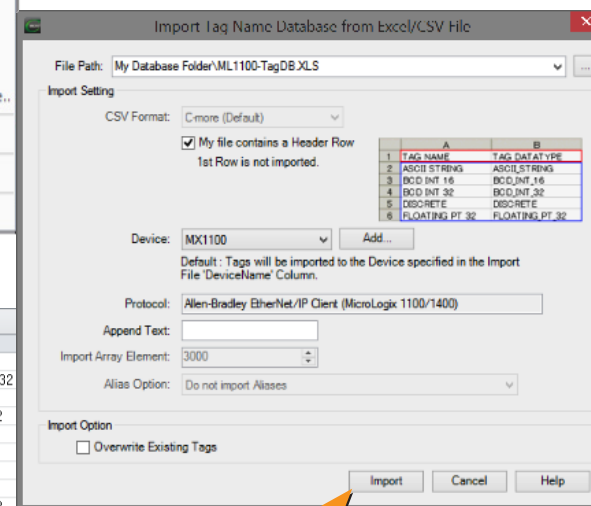 Import Tag Name Database from Excel/CSV File
File Path: My Database Folder\ML1100-TagDB.XLS ...
Import Setting
CSV Format: C-more (Default)
My file contains a Header Row
1st Row is not imported.
A B
1 TAG NAME TAG DATATYPE
2 ASCII STRING ASCII_STRING
3 BCD INT 16 BCD_INT_16
4 BCD INT 32 BCD_INT_32
5 DISCRETE DISCRETE
6 FLOATING PT 32 FLOATING_PT_32
Device: MX1100 Add...
Default : Tags will be imported to the Device specified in the Import
File 'DeviceName' Column.
Protocol: Allen-Bradley EtherNet/IP Client (MicroLogix 1100/1400)
Append Text:
Import Array Element: 3000
32
Alias Option: Do not import Aliases
Import Option
Overwrite Existing Tags
Import Cancel Help